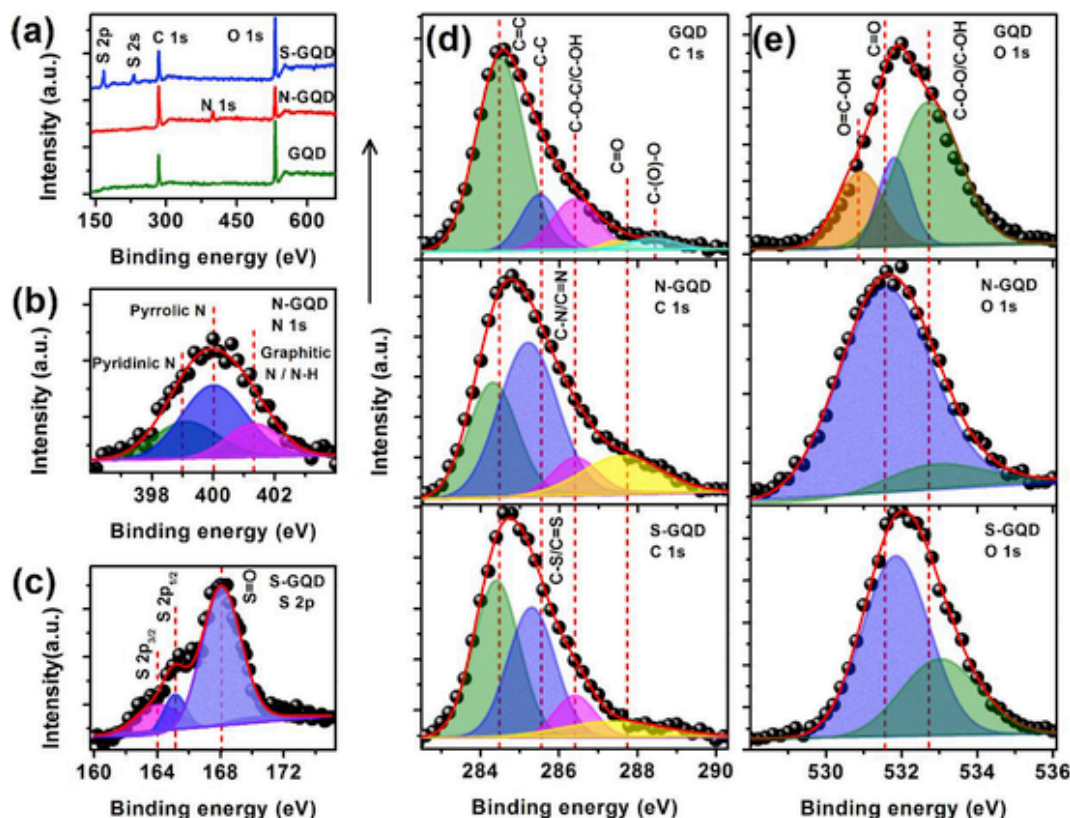 (a)
S 2p
S 2s
C 1s
O 1s
S-GQD
N 1s
N-GQD
GQD
Intensity (a.u.)
150 300 450 600
Binding energy (eV)
(b)
N-GQD
N 1s
Pyrrolic N
Pyridinic N
Graphitic
N / N-H
Intensity (a.u.)
398 400 402
Binding energy (eV)
(c)
S-GQD
S 2p
S 2p3/2
S 2p1/2
S=O
Intensity(a.u.)
160 164 168 172
Binding energy (eV)
(d)
GQD
C 1s
C=C
C-C
C-O-C/C-OH
C=O
C-(O)-O
N-GQD
C 1s
C-N/C=N
Intensity (a.u.)
S-GQD
C 1s
C-S/C=S
284 286 288 290
Binding energy (eV)
(e)
GQD
O 1s
O=C-OH
C=O
C-O-O/C-OH
N-GQD
O 1s
Intensity (a.u.)
S-GQD
O 1s
530 532 534 536
Binding energy (eV)